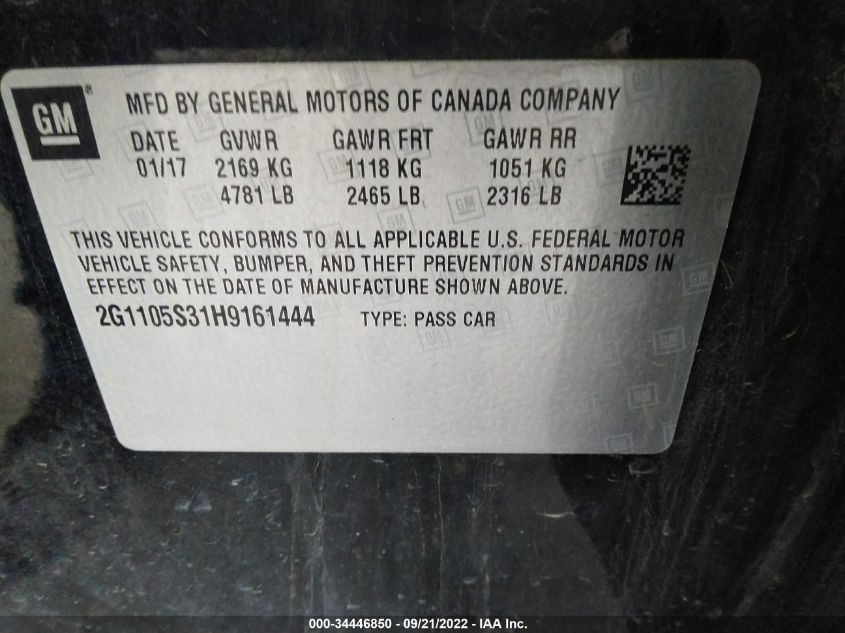 GM ®
MFD BY GENERAL MOTORS OF CANADA COMPANY
DATE GVWR GAWR FRT GAWR RR
01/17 2169 KG 1118 KG 1051 KG
4781 LB 2465 LB 2316 LB
THIS VEHICLE CONFORMS TO ALL APPLICABLE U.S. FEDERAL MOTOR
VEHICLE SAFETY, BUMPER, AND THEFT PREVENTION STANDARDS IN
EFFECT ON THE DATE OF MANUFACTURE SHOWN ABOVE.
2G1105S31H9161444 TYPE: PASS CAR
000-34446850 - 09/21/2022 - IAA Inc.